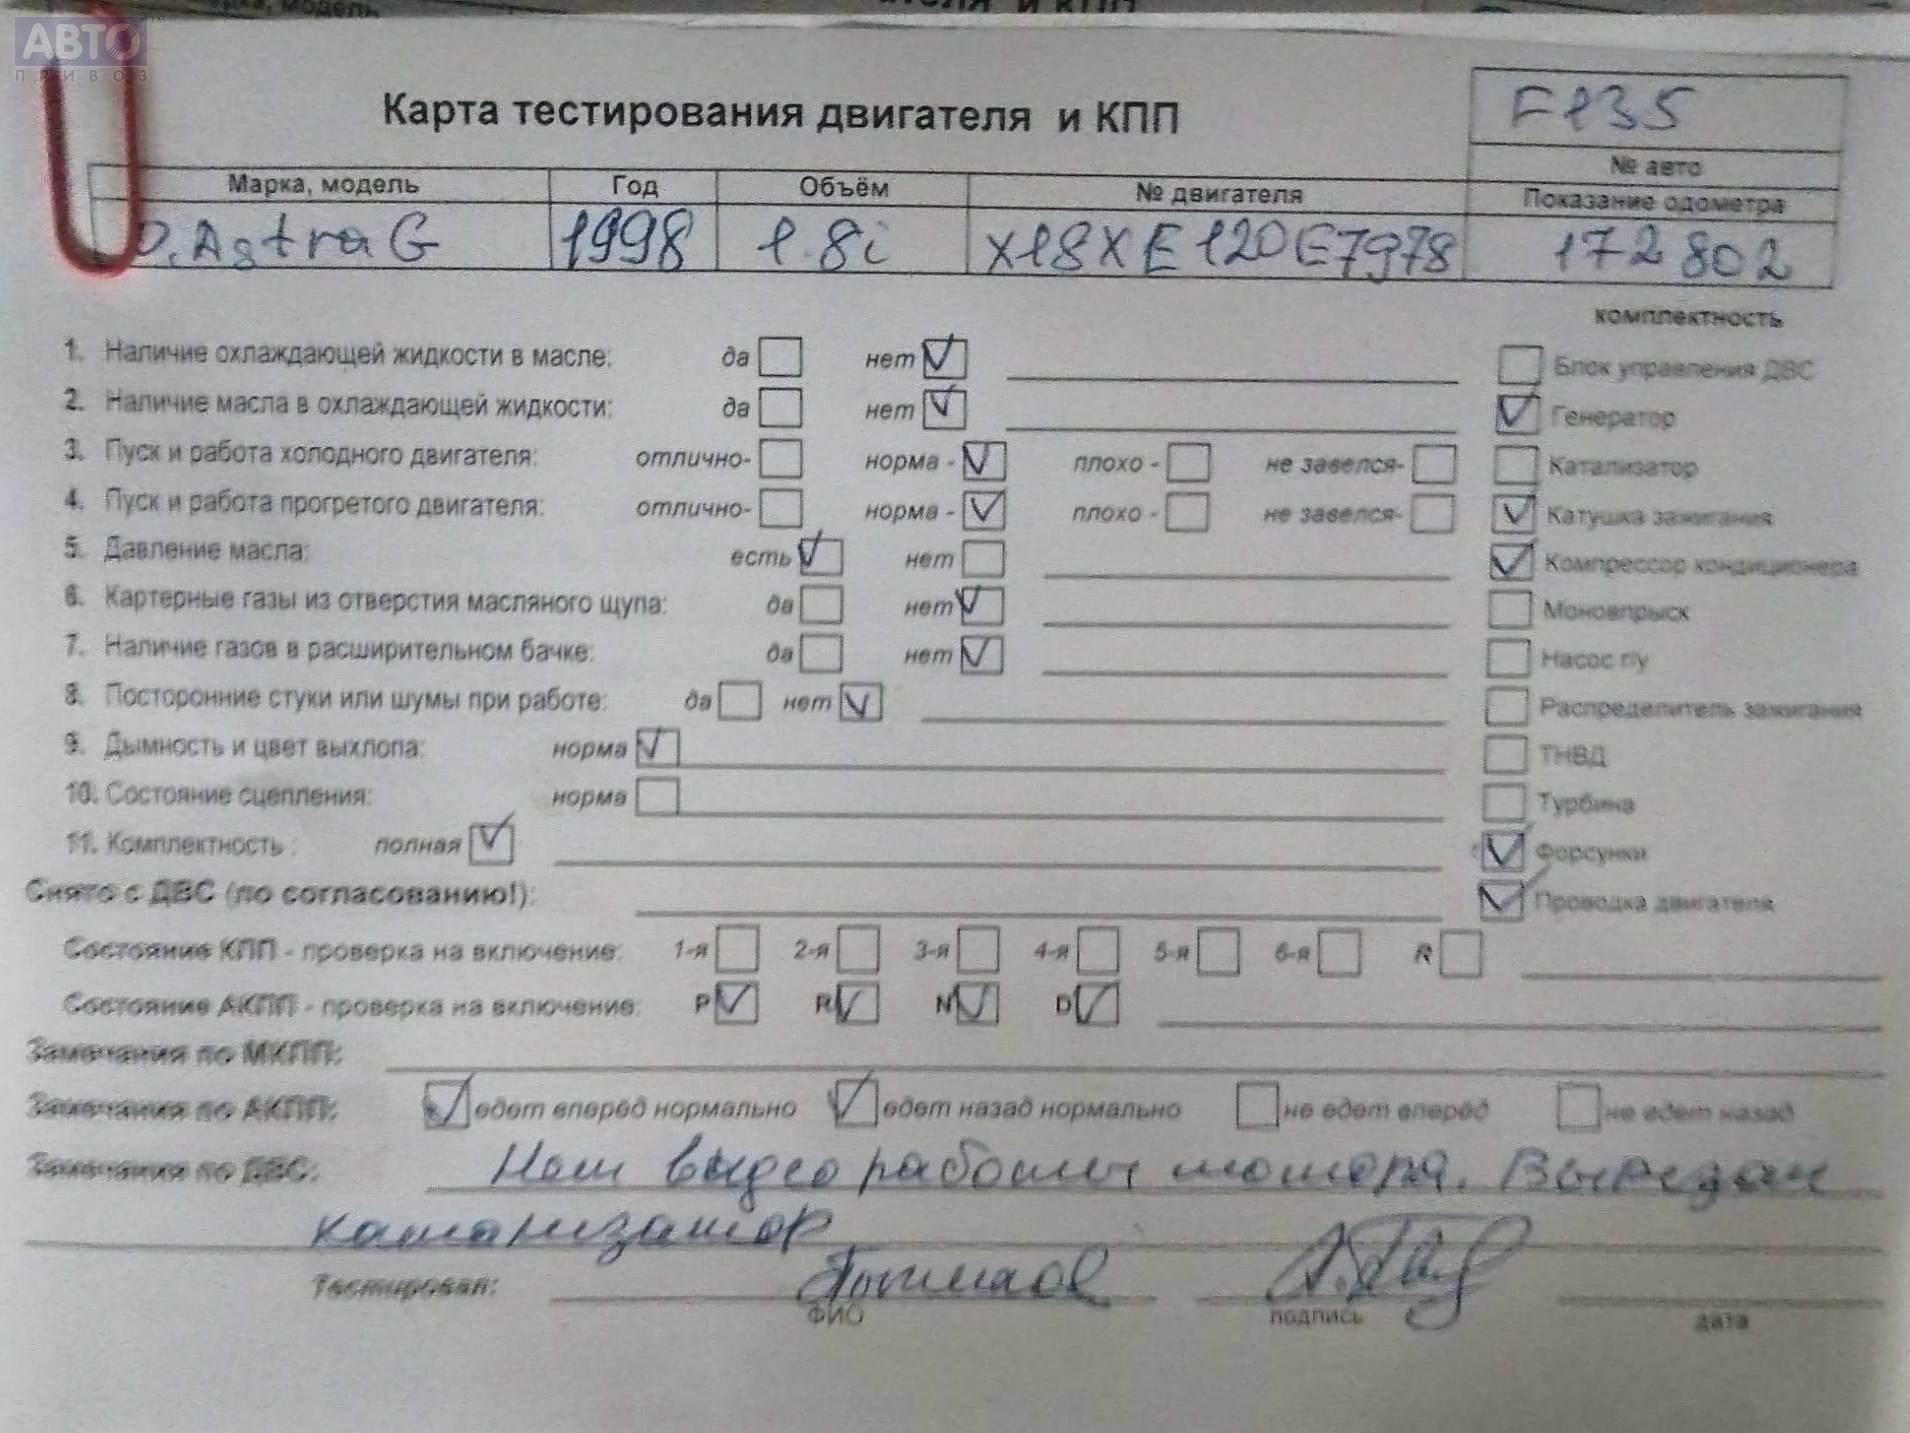 АВТО
ПРИВОЗ
Карта тестирования двигателя и КПП
F135
№ авто
Марка, модель Год Объём № двигателя Показание одометра
O. Astra G 1998 1.8i X18XE120E7978 172 802
комплектность
1. Наличие охлаждающей жидкости в масле: да нет Блок управления ДВС
2. Наличие масла в охлаждающей жидкости: да нет Генератор
3. Пуск и работа холодного двигателя: отлично- норма - плохо - не завелся- Катализатор
4. Пуск и работа прогретого двигателя: отлично- норма - плохо - не завелся- Катушка зажигания
5. Давление масла: есть нет Компрессор кондиционера
6. Картерные газы из отверстия масляного щупа: да нет Моновпрыск
7. Наличие газов в расширительном бачке: да нет Насос г/у
8. Посторонние стуки или шумы при работе: да нет Распределитель зажигания
9. Дымность и цвет выхлопа: норма ТНВД
10. Состояние сцепления: норма Турбина
11. Комплектность : полная Форсунки
Снято с ДВС (по согласованию!): Проводка двигателя
Состояние КПП - проверка на включение: 1-я 2-я 3-я 4-я 5-я 6-я R
Состояние АКПП - проверка на включение: P R N D
Замечания по МКПП:
Замечания по АКПП: едет вперёд нормально едет назад нормально не едет вперёд не едет назад
Замечания по ДВС: видео работы мотора. Вырезан
катализатор
Тестировал:
ФИО подпись дата